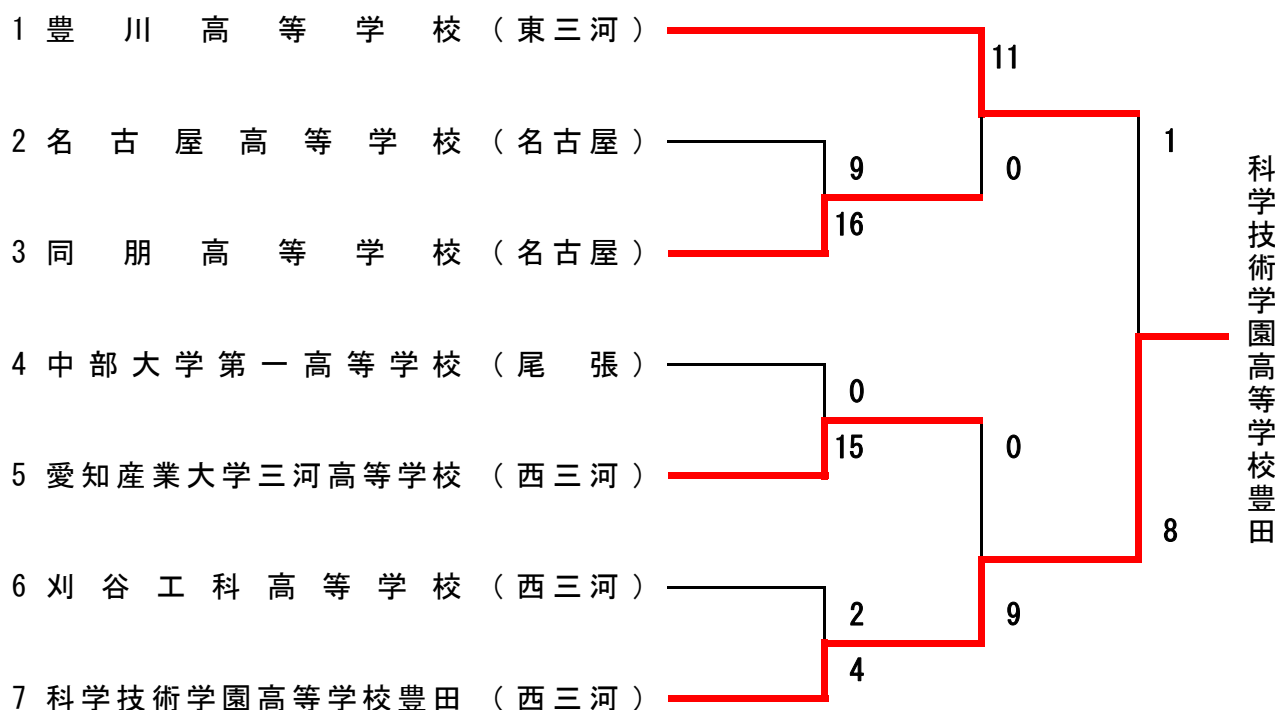 1 豊川高等学校（東三河）
11
2 名古屋高等学校（名古屋）
1
9
0
16
3 同朋高等学校（名古屋）
4 中部大学第一高等学校（尾張）
0
15
0
5 愛知産業大学三河高等学校（西三河）
8
6 刈谷工科高等学校（西三河）
2
9
4
7 科学技術学園高等学校豊田（西三河）
科学技術学園高等学校豊田